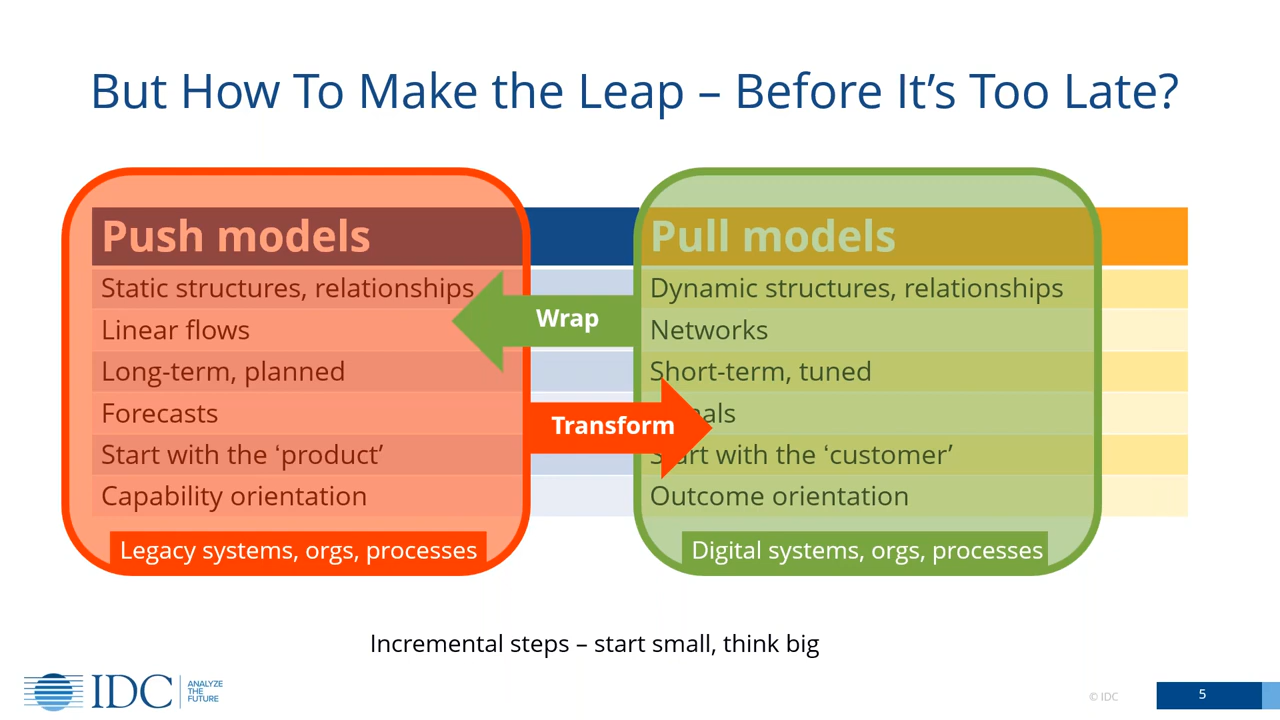 But How To Make the Leap – Before It’s Too Late?
Push models
Pull models
Static structures, relationships
Dynamic structures, relationships
Wrap
Linear flows
Networks
Long-term, planned
Short-term, tuned
Forecasts
Transform
Start with the ‘product’
with the ‘customer’
Capability orientation
Outcome orientation
Legacy systems, orgs, processes
Digital systems, orgs, processes
Incremental steps – start small, think big
IDC
ANALYZE
THE
FUTURE
© IDC
5